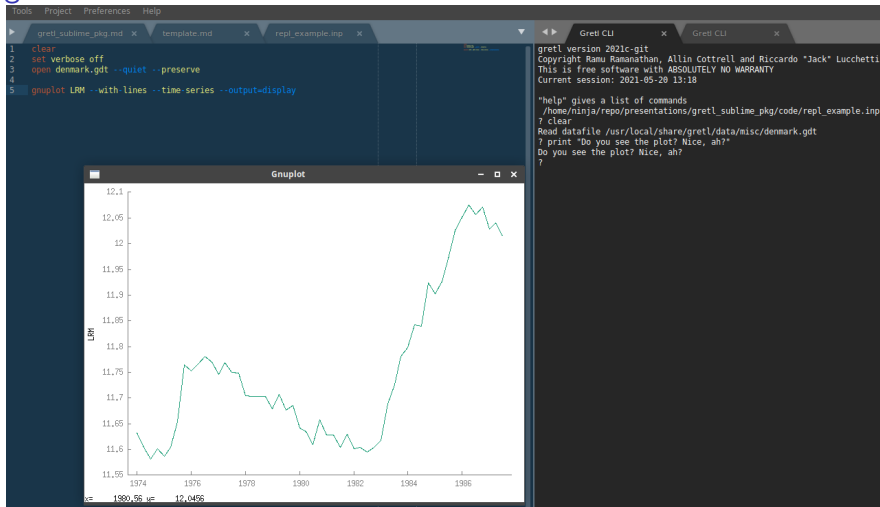 Tools Project Preferences Help
gretl_sublime_pkg.md × template.md × repl_example.inp ×
1 clear
2 set verbose off
3 open denmark.gdt --quiet --preserve
4
5 gnuplot LRM --with-lines --time-series --output=display
Gretl CLI × Gretl CLI ×
gretl version 2021c-git
Copyright Ramu Ramanathan, Allin Cottrell and Riccardo "Jack" Lucchetti
This is free software with ABSOLUTELY NO WARRANTY
Current session: 2021-05-20 13:18
"help" gives a list of commands
/home/ninja/repo/presentations/gretl_sublime_pkg/code/repl_example.inp
? clear
Read datafile /usr/local/share/gretl/data/misc/denmark.gdt
? print "Do you see the plot? Nice, ah?"
Do you see the plot? Nice, ah?
?
Gnuplot
12,1
12,05
12
11,95
11,9
11,85
11,8
11,75
11,7
11,65
11,6
11,55
LRM
1974 1976 1978 1980 1982 1984 1986
x= 1980,56 y= 12,0456